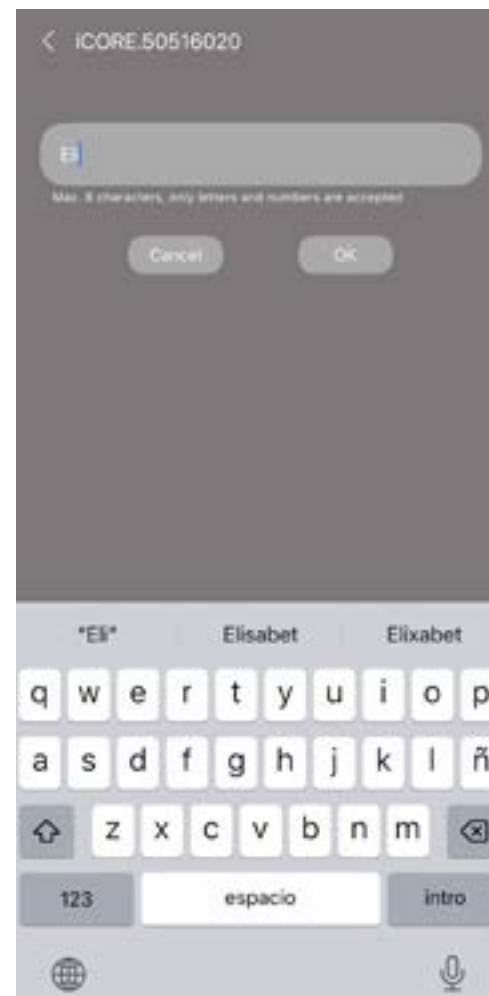 < iCORE.50516020
Eli
Max. 8 characters, only letters and numbers are accepted
Cancel OK
"Eli" Elisabet Elixabet
q w e r t y u i o p
a s d f g h j k l ñ
z x c v b n m
123 espacio intro